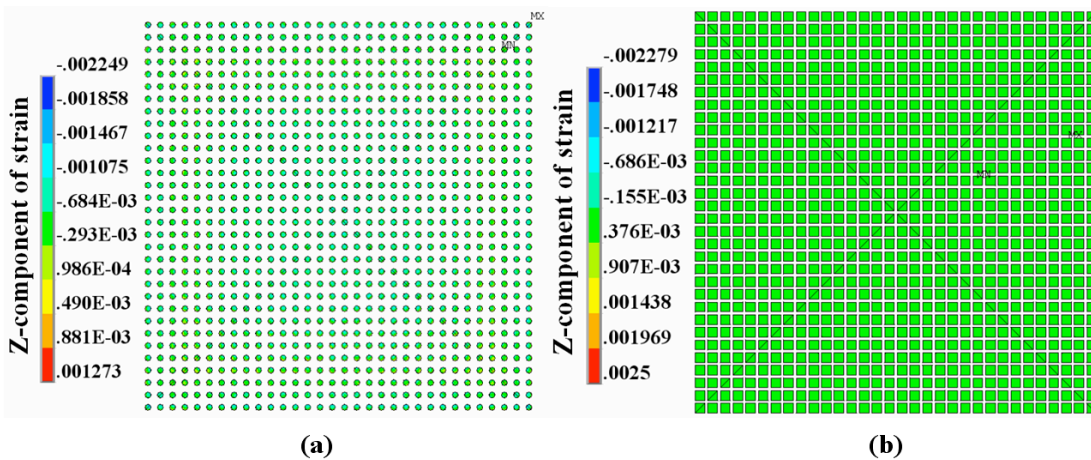 Z-component of strain
-.002249
-.001858
-.001467
-.001075
-.684E-03
-.293E-03
.986E-04
.490E-03
.881E-03
.001273
MX
MN
(a)
Z-component of strain
-.002279
-.001748
-.001217
-.686E-03
-.155E-03
.376E-03
.907E-03
.001438
.001969
.0025
MX
MN
(b)